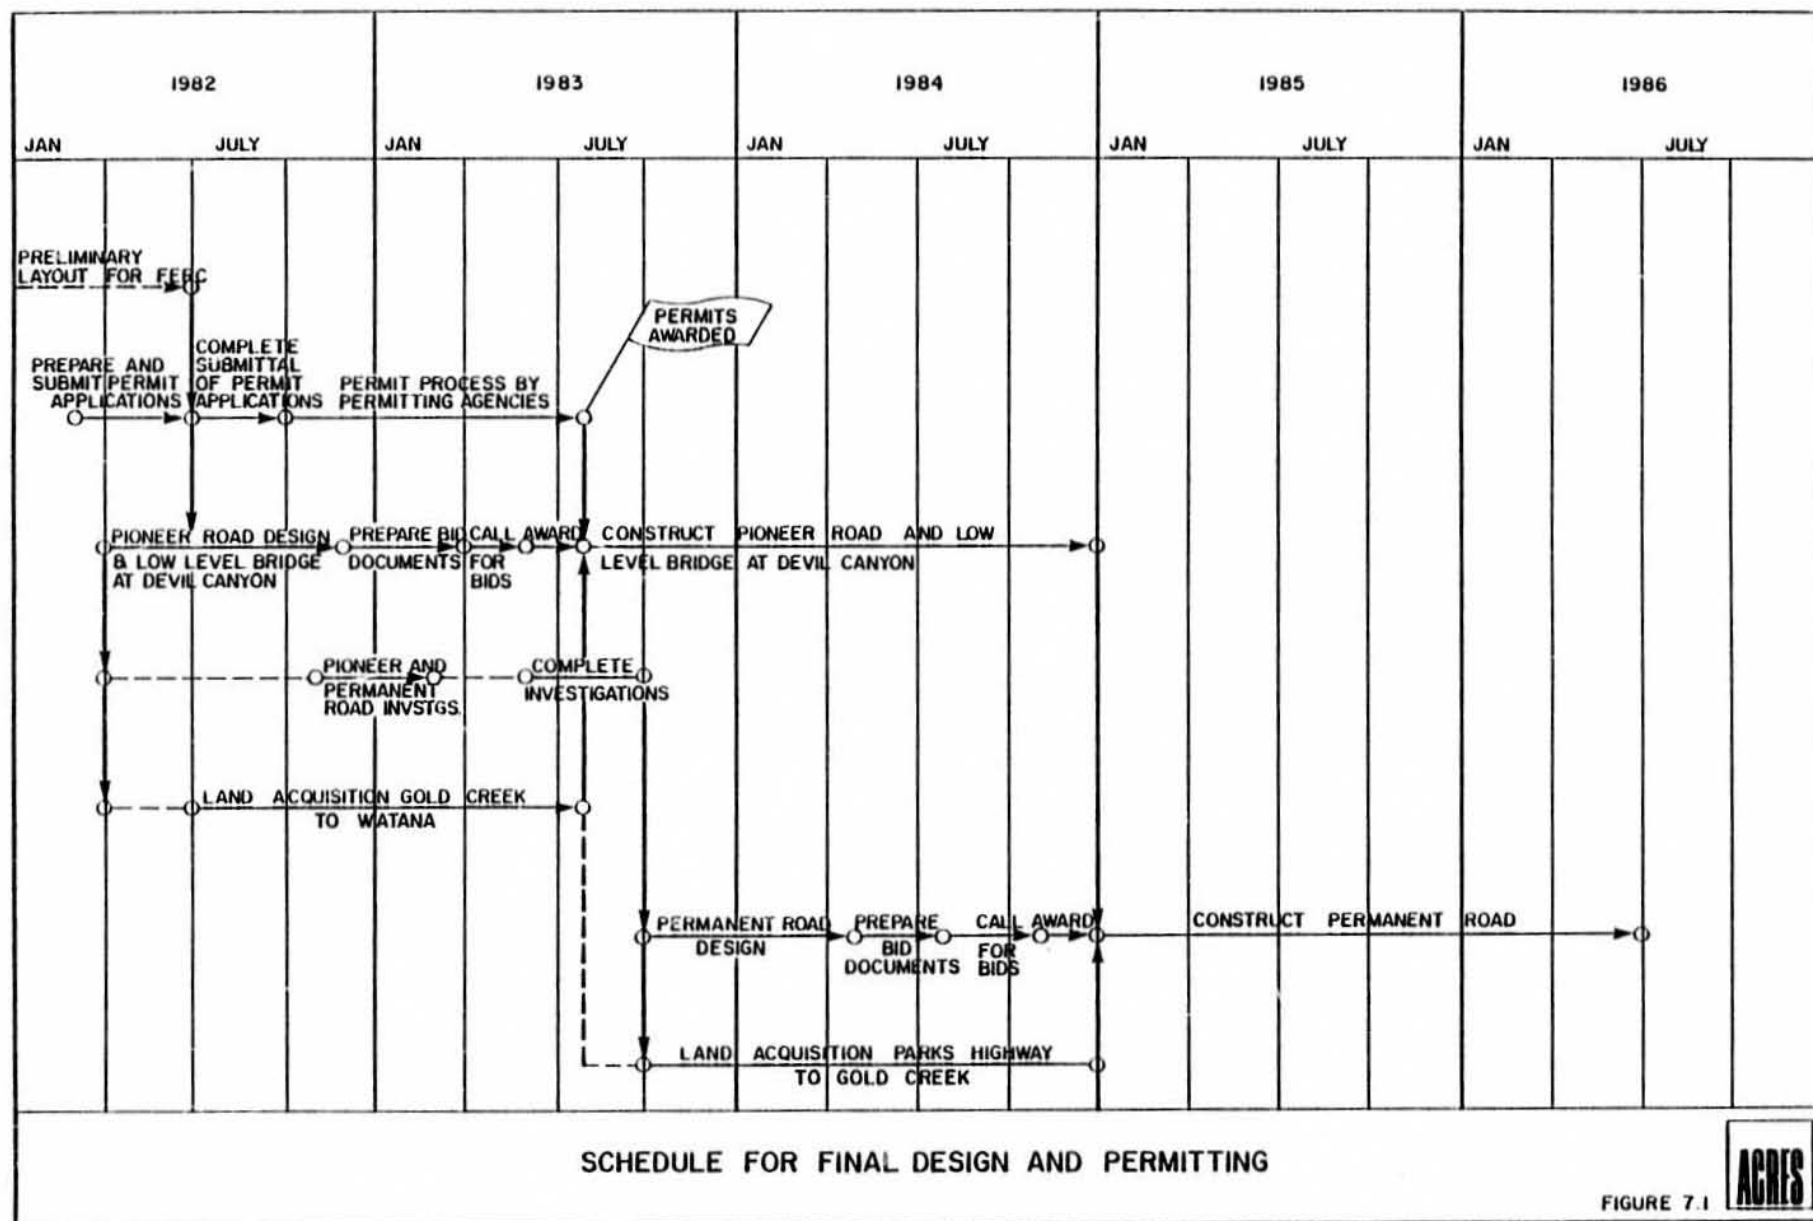 1982 1983 1984 1985 1986
JAN JULY JAN JULY JAN JULY JAN JULY JAN JULY
PRELIMINARY
LAYOUT FOR FERC
PERMITS
AWARDED
PREPARE AND
SUBMIT PERMIT
APPLICATIONS
COMPLETE
SUBMITTAL
OF PERMIT
APPLICATIONS
PERMIT PROCESS BY
PERMITTING AGENCIES
PIONEER ROAD DESIGN
& LOW LEVEL BRIDGE
AT DEVIL CANYON
PREPARE BID
DOCUMENTS
CALL
FOR
BIDS
AWARD
CONSTRUCT PIONEER ROAD AND LOW
LEVEL BRIDGE AT DEVIL CANYON
PIONEER AND
PERMANENT
ROAD INVSTGS.
COMPLETE
INVESTIGATIONS
LAND ACQUISITION GOLD CREEK
TO WATANA
PERMANENT ROAD
DESIGN
PREPARE
BID
DOCUMENTS
CALL
FOR
BIDS
AWARD
CONSTRUCT PERMANENT ROAD
LAND ACQUISITION PARKS HIGHWAY
TO GOLD CREEK
SCHEDULE FOR FINAL DESIGN AND PERMITTING
FIGURE 7.1
ACRES